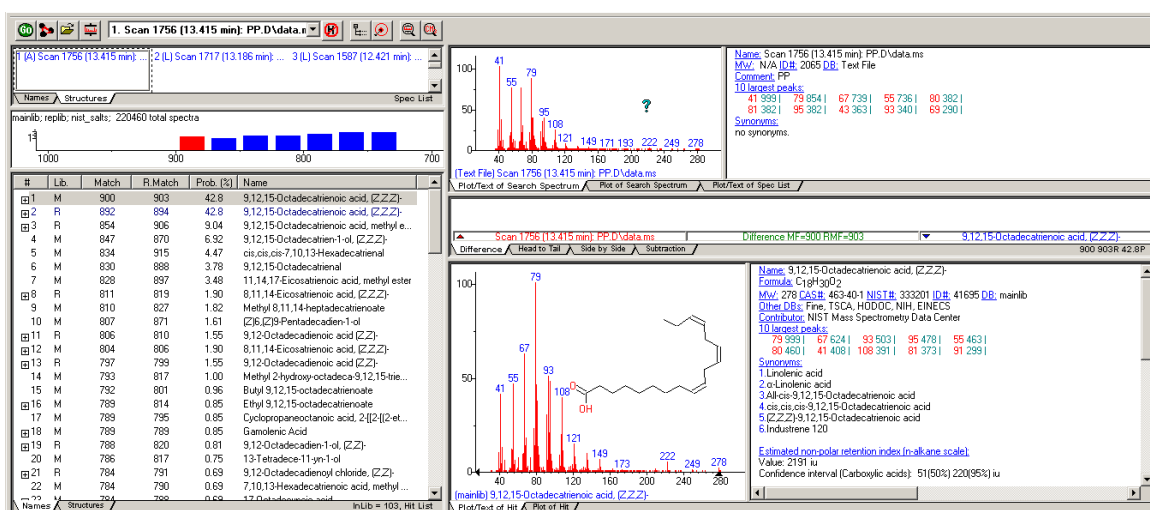 1. Scan 1756 (13.415 min): PP.D\data.n
1 (A) Scan 1756 (13.415 min): ... 2 (L) Scan 1717 (13.186 min): ... 3 (L) Scan 1587 (12.421 min): ...
Names Structures Spec List
mainlib; replib; nist_salts; 220460 total spectra
1000 900 800 700
# Lib. Match R.Match Prob. (%) Name
1 M 900 903 42.8 9,12,15-Octadecatrienoic acid, (Z,Z,Z)-
2 R 892 894 42.8 9,12,15-Octadecatrienoic acid, (Z,Z,Z)-
3 R 854 906 9.04 9,12,15-Octadecatrienoic acid, methyl e...
4 M 847 870 6.92 9,12,15-Octadecatrien-1-ol, (Z,Z,Z)-
5 M 834 915 4.47 cis,cis,cis-7,10,13-Hexadecatrienal
6 M 830 888 3.78 9,12,15-Octadecatrienal
7 M 828 897 3.48 11,14,17-Eicosatrienoic acid, methyl ester
8 R 811 819 1.90 8,11,14-Eicosatrienoic acid, (Z,Z,Z)-
9 M 810 827 1.82 Methyl 8,11,14-heptadecatrienoate
10 M 807 871 1.61 (Z)6,(Z)9-Pentadecadien-1-ol
11 R 806 810 1.55 9,12-Octadecadienoic acid (Z,Z)-
12 M 804 806 1.90 8,11,14-Eicosatrienoic acid, (Z,Z,Z)-
13 R 797 799 1.55 9,12-Octadecadienoic acid (Z,Z)-
14 M 793 817 1.00 Methyl 2-hydroxy-octadeca-9,12,15-trie...
15 M 792 801 0.96 Butyl 9,12,15-octadecatrienoate
16 M 789 814 0.85 Ethyl 9,12,15-octadecatrienoate
17 M 789 795 0.85 Cyclopropaneoctanoic acid, 2-[[2-[(2-et...
18 M 789 789 0.85 Gamolenic Acid
19 R 788 820 0.81 9,12-Octadecadien-1-ol, (Z,Z)-
20 M 786 817 0.75 13-Tetradece-11-yn-1-ol
21 R 784 791 0.69 9,12-Octadecadienoyl chloride, (Z,Z)-
22 M 784 790 0.69 7,10,13-Hexadecatrienoic acid, methyl ...
Names Structures InLib = 103, Hit List
100
50
0
41 55 79 95 108 121 149 171 193 222 249 278
?
40 80 120 160 200 240 280
(Text File) Scan 1756 (13.415 min): PP.D\data.ms
Plot/Text of Search Spectrum Plot of Search Spectrum Plot/Text of Spec List
Name: Scan 1756 (13.415 min): PP.D\data.ms
MW: N/A ID#: 2065 DB: Text File
Comment: PP
10 largest peaks:
41 999 | 79 854 | 67 739 | 55 736 | 80 382 |
81 382 | 95 382 | 43 363 | 93 340 | 69 290 |
Synonyms:
no synonyms.
Scan 1756 (13.415 min): PP.D\data.ms Difference MF=900 RMF=903 9,12,15-Octadecatrienoic acid, (Z,Z,Z)-
Difference Head to Tail Side by Side Subtraction 900 903R 42.8P
100
50
0
41 55 67 79 93 108 121 149 173 222 249 278
O
OH
40 80 120 160 200 240 280
(mainlib) 9,12,15-Octadecatrienoic acid, (Z,Z,Z)-
Plot/Text of Hit Plot of Hit
Name: 9,12,15-Octadecatrienoic acid, (Z,Z,Z)-
Formula: C18H30O2
MW: 278 CAS#: 463-40-1 NIST#: 333201 ID#: 41695 DB: mainlib
Other DBs: Fine, TSCA, HODOC, NIH, EINECS
Contributor: NIST Mass Spectrometry Data Center
10 largest peaks:
79 999 | 67 624 | 93 503 | 95 478 | 55 463 |
80 460 | 41 408 | 108 391 | 81 373 | 91 299 |
Synonyms:
1.Linolenic acid
2.α-Linolenic acid
3.All-cis-9,12,15-Octadecatrienoic acid
4.cis,cis,cis-9,12,15-Octadecatrienoic acid
5.(Z,Z,Z)-9,12,15-Octadecatrienoic acid
6.Industrene 120
Estimated non-polar retention index (n-alkane scale):
Value: 2191 iu
Confidence interval (Carboxylic acids): 51(50%) 220(95%) iu